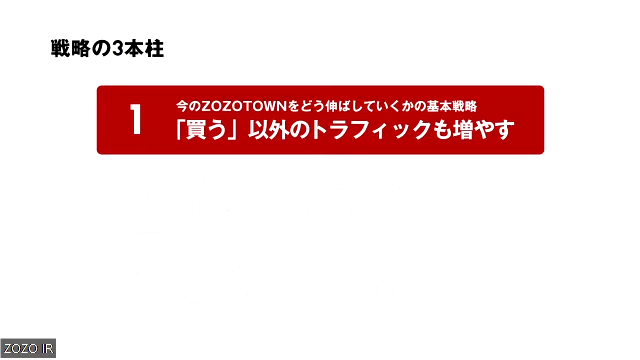 戦略の3本柱
1
今のZOZOTOWNをどう伸ばしていくかの基本戦略
「買う」以外のトラフィックも増やす
ZOZO IR